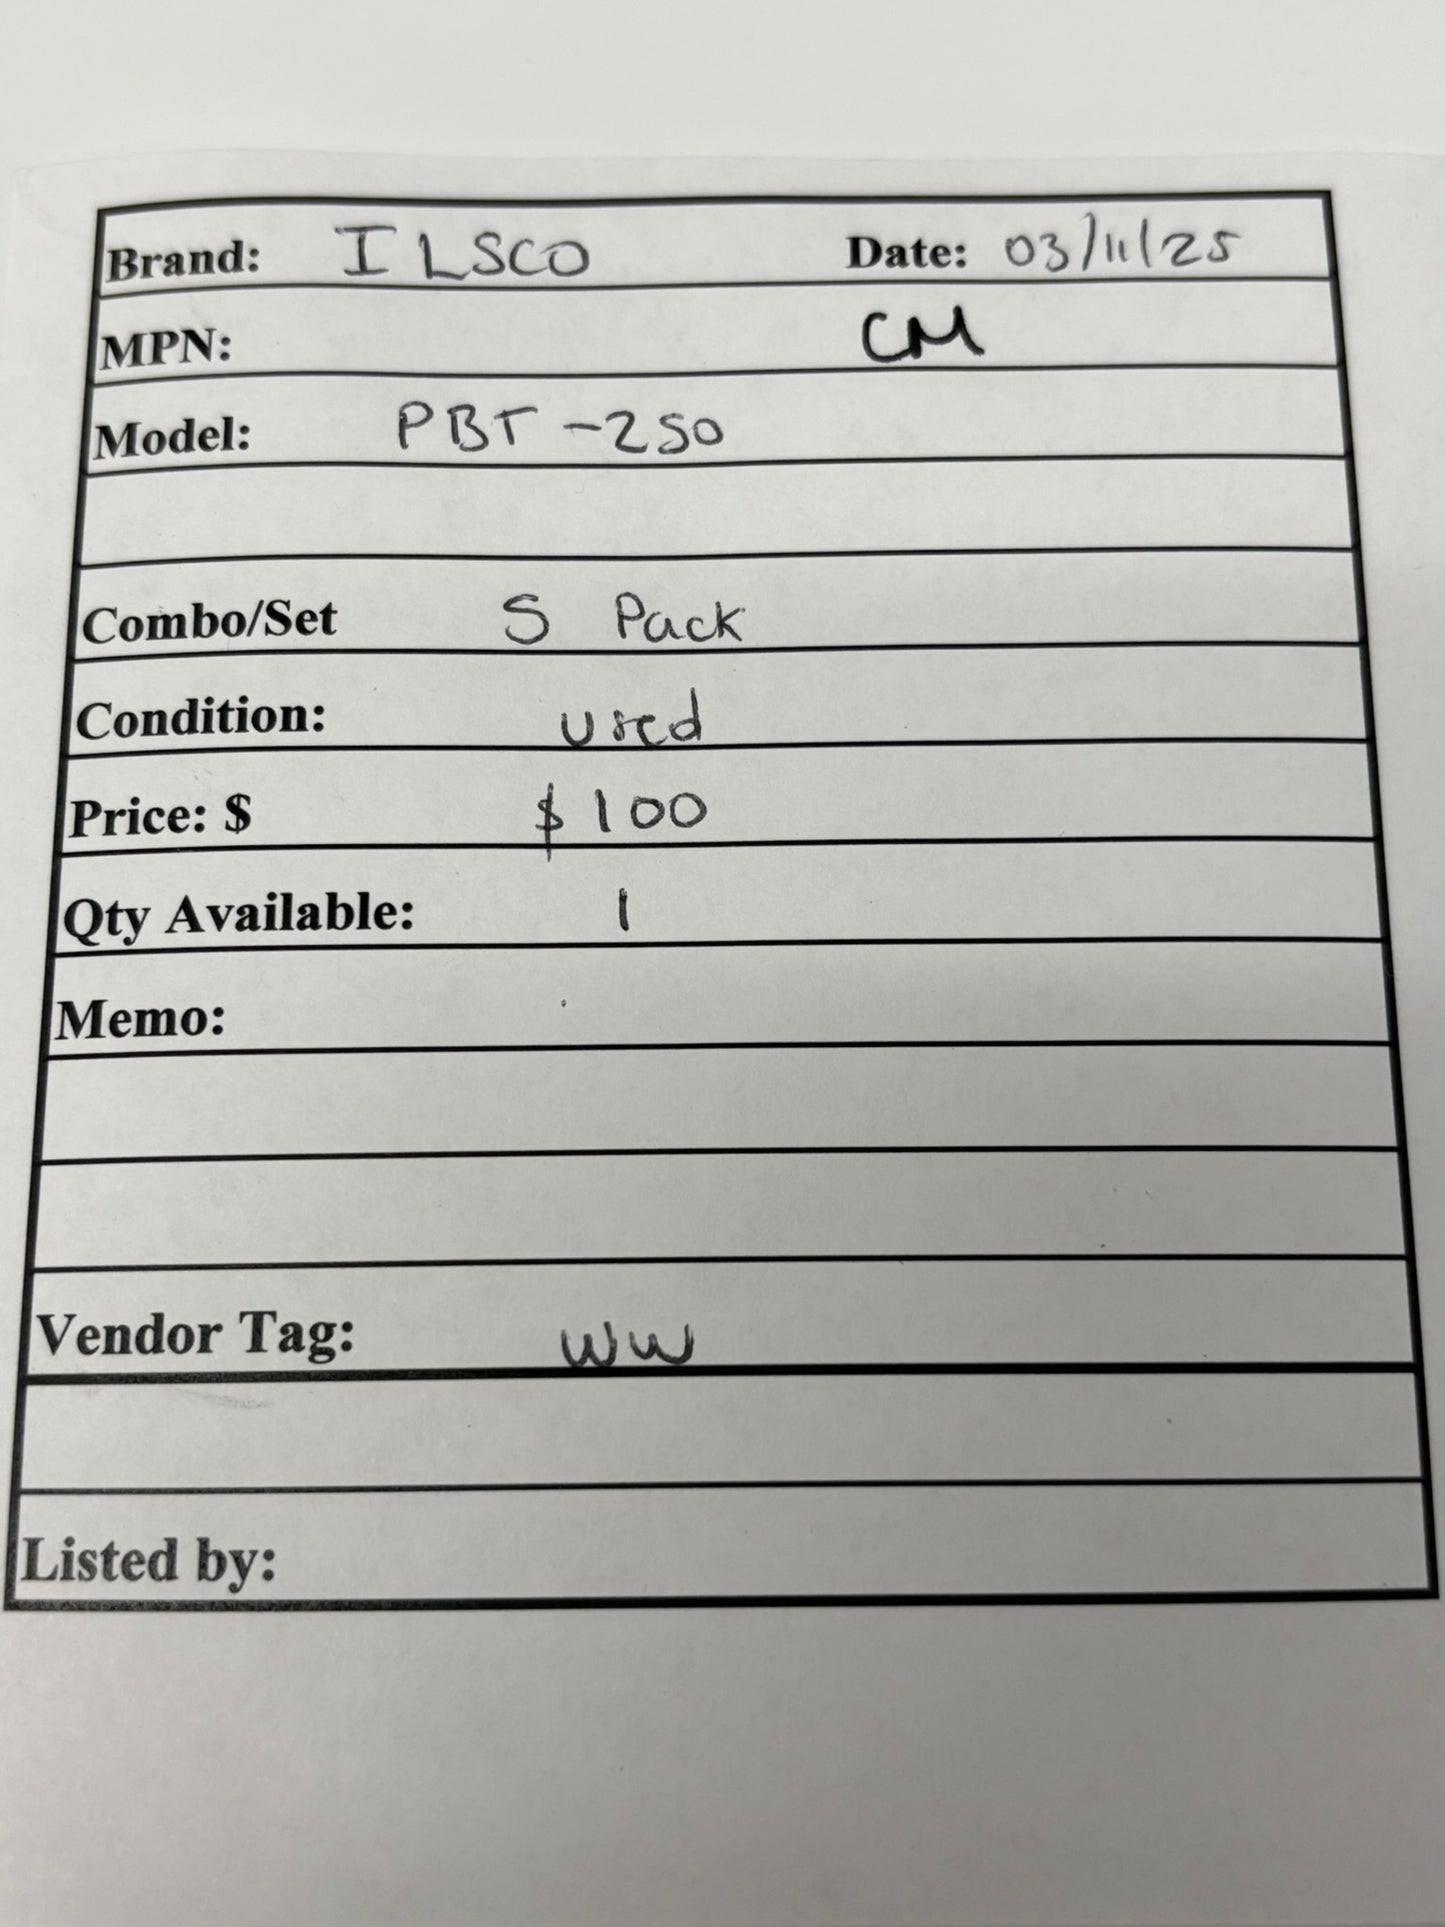 Brand: ILSCO Date: 03/11/25
MPN: CM
Model: PBT-250
Combo/Set 5 Pack
Condition: used
Price: $ $100
Qty Available: 1
Memo:
Vendor Tag: WW
Listed by: